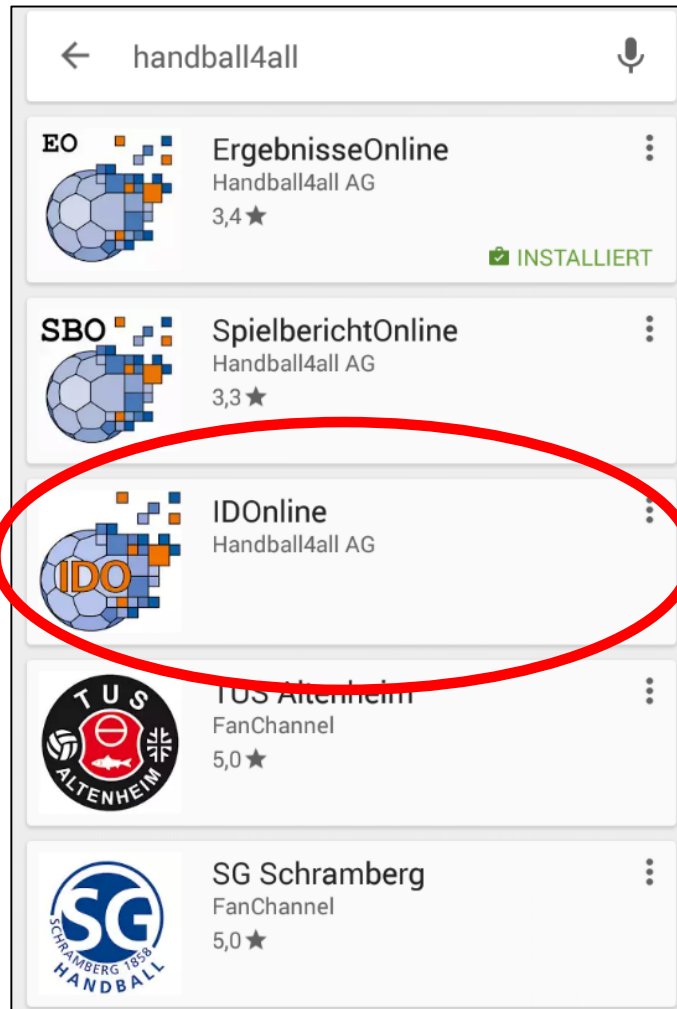 handball4all
EO
ErgebnisseOnline
Handball4all AG
3,4★
INSTALLIERT
SBO
SpielberichtOnline
Handball4all AG
3,3★
IDO
IDOnline
Handball4all AG
TUS
ALTENHEIM
TUS Altenheim
FanChannel
5,0★
SG
SCHRAMBERG 1858
HANDBALL
SG Schramberg
FanChannel
5,0★